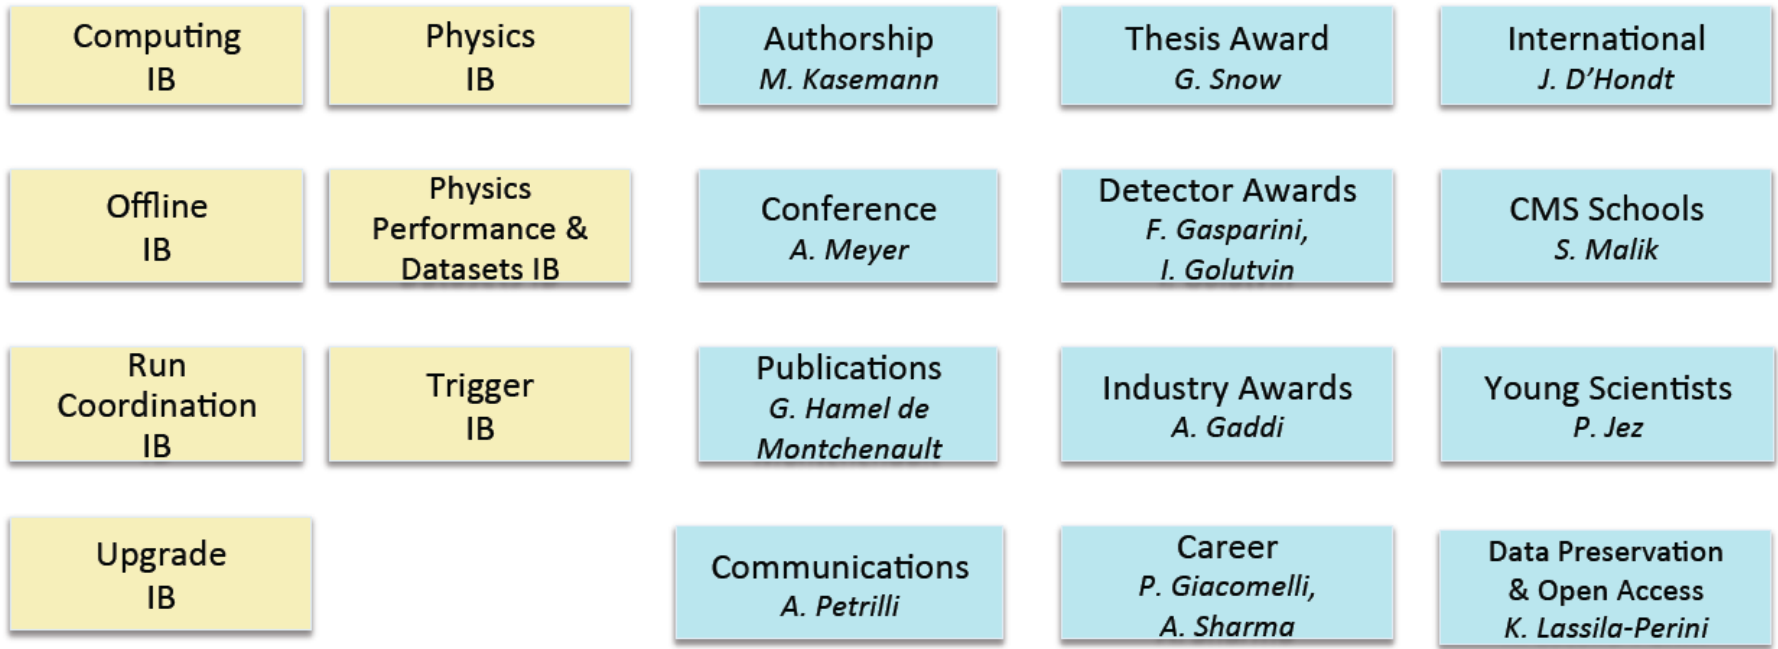 Computing
IB
Physics
IB
Authorship
M. Kasemann
Thesis Award
G. Snow
International
J. D’Hondt
Offline
IB
Physics
Performance &
Datasets IB
Conference
A. Meyer
Detector Awards
F. Gasparini,
I. Golutvin
CMS Schools
S. Malik
Run
Coordination
IB
Trigger
IB
Publications
G. Hamel de
Montchenault
Industry Awards
A. Gaddi
Young Scientists
P. Jez
Upgrade
IB
Communications
A. Petrilli
Career
P. Giacomelli,
A. Sharma
Data Preservation
& Open Access
K. Lassila-Perini